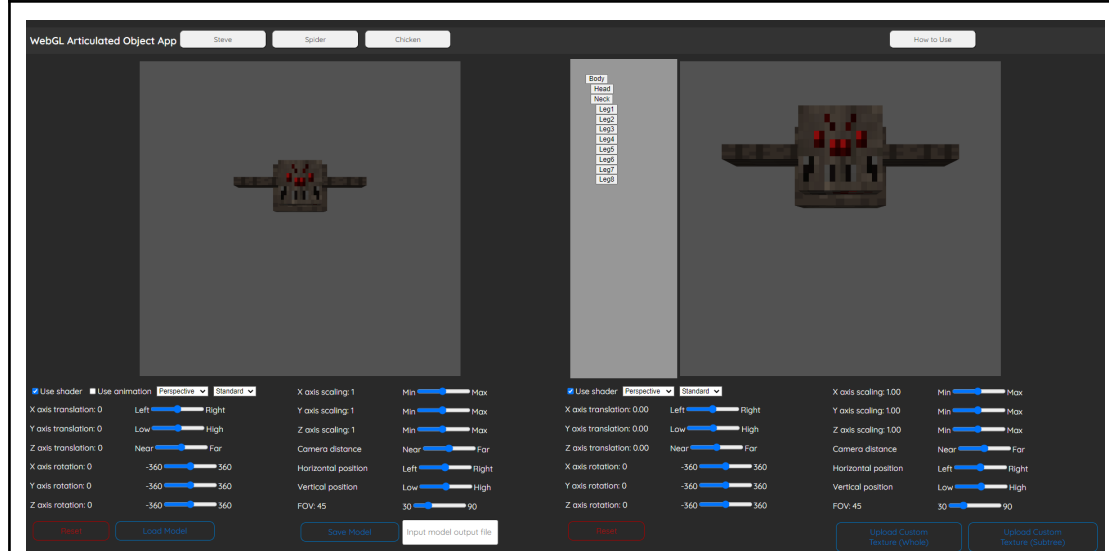 WebGL Articulated Object App Steve Spider Chicken How to Use
Body
Head
Neck
Leg1
Leg2
Leg3
Leg4
Leg5
Leg6
Leg7
Leg8
Use shader Use animation Perspective Standard X axis scaling: 1 Min Max
X axis translation: 0 Left Right Y axis scaling: 1 Min Max
Y axis translation: 0 Low High Z axis scaling: 1 Min Max
Z axis translation: 0 Near Far Camera distance Near Far
X axis rotation: 0 -360 360 Horizontal position Left Right
Y axis rotation: 0 -360 360 Vertical position Low High
Z axis rotation: 0 -360 360 FOV: 45 30 90
Reset Load Model Save Model Input model output file
Use shader Perspective Standard X axis scaling: 1.00 Min Max
X axis translation: 0.00 Left Right Y axis scaling: 1.00 Min Max
Y axis translation: 0.00 Low High Z axis scaling: 1.00 Min Max
Z axis translation: 0.00 Near Far Camera distance Near Far
X axis rotation: 0 -360 360 Horizontal position Left Right
Y axis rotation: 0 -360 360 Vertical position Low High
Z axis rotation: 0 -360 360 FOV: 45 30 90
Reset Upload Custom Texture (Whole) Upload Custom Texture (Subtree)